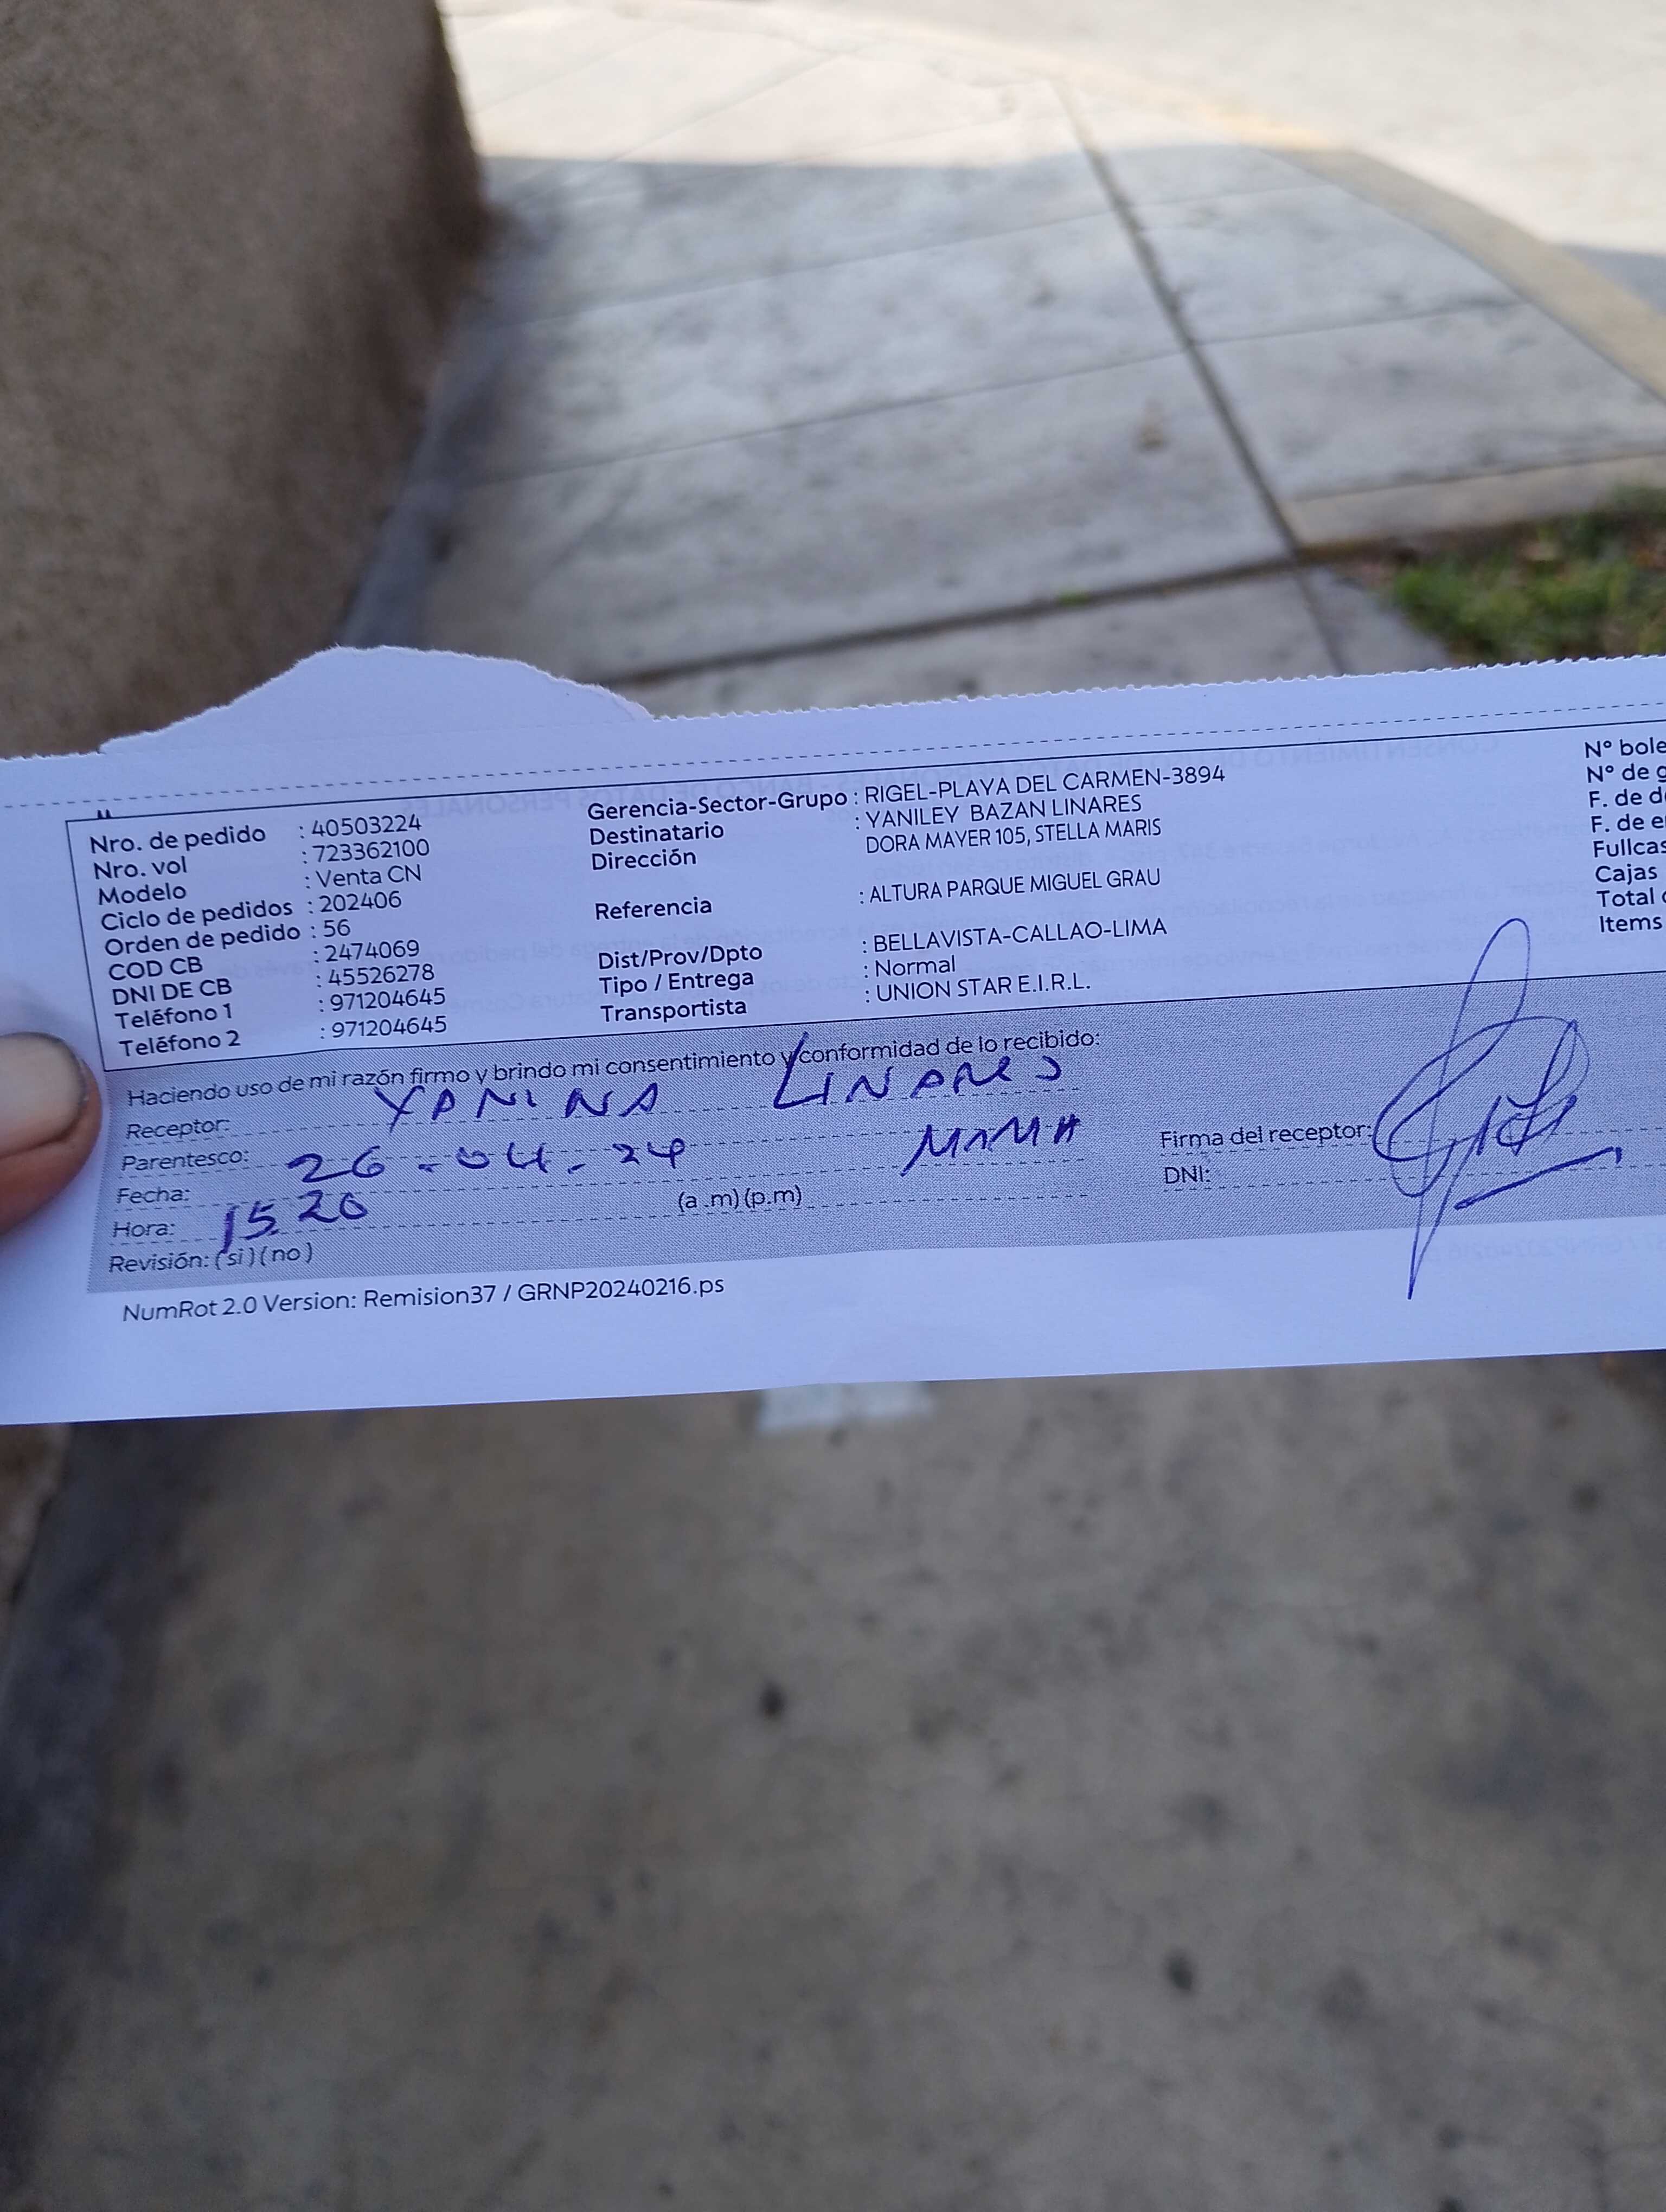 Nro. de pedido : 40503224
Nro. vol : 723362100
Modelo : Venta CN
Ciclo de pedidos : 202406
Orden de pedido : 56
COD CB : 2474069
DNI DE CB : 45526278
Teléfono 1 : 971204645
Teléfono 2 : 971204645
Gerencia-Sector-Grupo : RIGEL-PLAYA DEL CARMEN-3894
Destinatario : YANILEY BAZAN LINARES
Dirección DORA MAYER 105, STELLA MARIS
Referencia : ALTURA PARQUE MIGUEL GRAU
Dist/Prov/Dpto : BELLAVISTA-CALLAO-LIMA
Tipo / Entrega : Normal
Transportista : UNION STAR E.I.R.L.
N° bole
N° de g
F. de d
F. de e
Fullcas
Cajas
Total
Items
Haciendo uso de mi razón firmo y brindo mi consentimiento y conformidad de lo recibido:
Receptor: YANINA LINARES
Parentesco: MAMA
Fecha: 26-04-24
Hora: 15 20 (a .m) (p.m)
Revisión: (si) (no)
Firma del receptor:
DNI:
NumRot 2.0 Version: Remision37 / GRNP20240216.ps